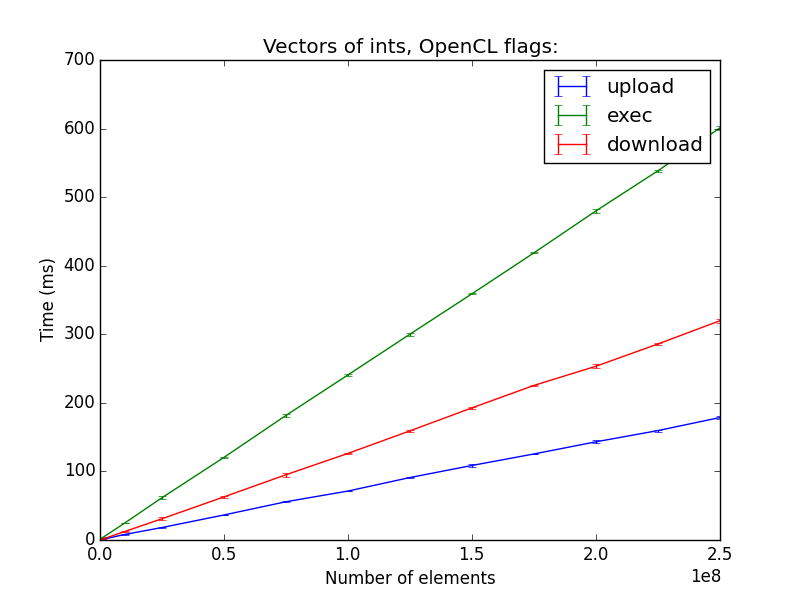 Vectors of ints, OpenCL flags:
700
600
500
400
300
200
100
0
Time (ms)
upload
exec
download
0.0 0.5 1.0 1.5 2.0 2.5
1e8
Number of elements